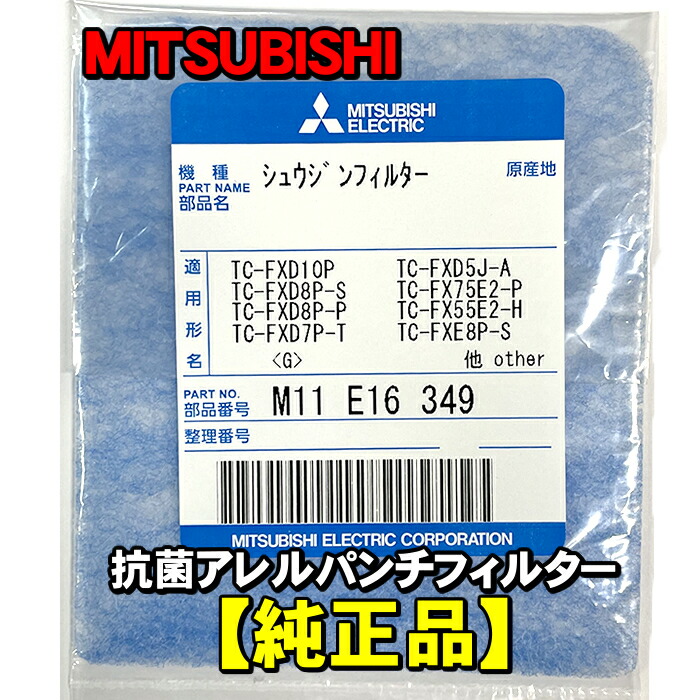 MITSUBISHI
MITSUBISHI
ELECTRIC
機種
PART NAME シュウジンフィルター 原産地
部品名
適用形名
TC-FXD10P TC-FXD5J-A
TC-FXD8P-S TC-FX75E2-P
TC-FXD8P-P TC-FX55E2-H
TC-FXD7P-T TC-FXE8P-S
<G> 他 other
PART NO.
部品番号 M11 E16 349
整理番号
MITSUBISHI ELECTRIC CORPORATION
抗菌アレルパンチフィルター
【純正品】